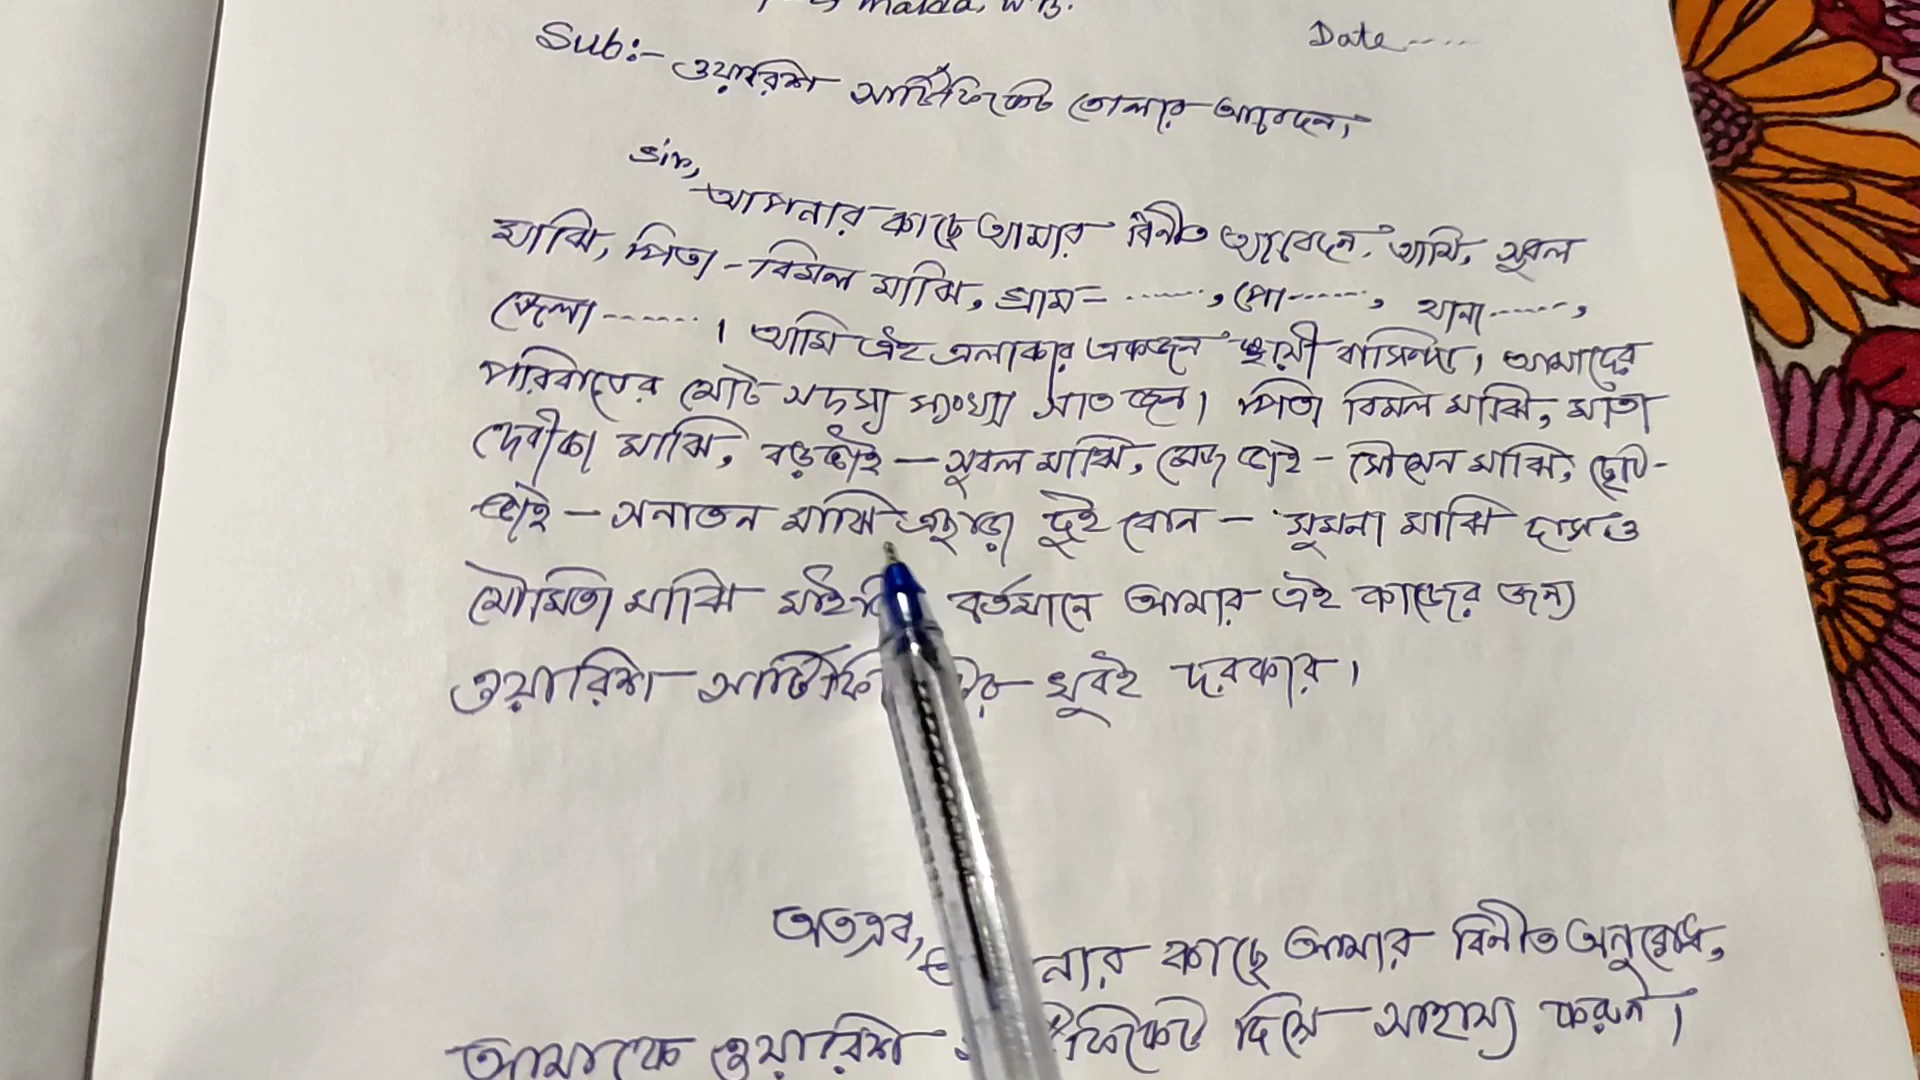 Malda, W.B.
Date.....
Sub:- ওয়ারিশ সার্টিফিকেট তোলার আবেদন।
Sir,
আপনার কাছে আমার বিনীত আবেদন, আমি, সুবল
মাঝি, পিতা - বিমল মাঝি, গ্রাম- ......, পো......, থানা......,
জেলা....... । আমি এই এলাকার একজন স্থায়ী বাসিন্দা। আমাদের
পরিবারের মোট সদস্য সংখ্যা সাত জন। পিতা বিমল মাঝি, মাতা
দেবীকা মাঝি, বড়ভাই — সুবল মাঝি, মেজ ভাই - সৌমেন মাঝি, ছোট-
ভাই — সনাতন মাঝি এছাড়া দুই বোন - সুমনা মাঝি দাস ও
মৌমিতা মাঝি বর্তমানে আমার এই কাজের জন্য
ওয়ারিশ খুবই দরকার।
অতএব, কাছে আমার বিনীত অনুরোধ,
আমাকে ওয়ারিশ দিয়ে সাহায্য করুন।